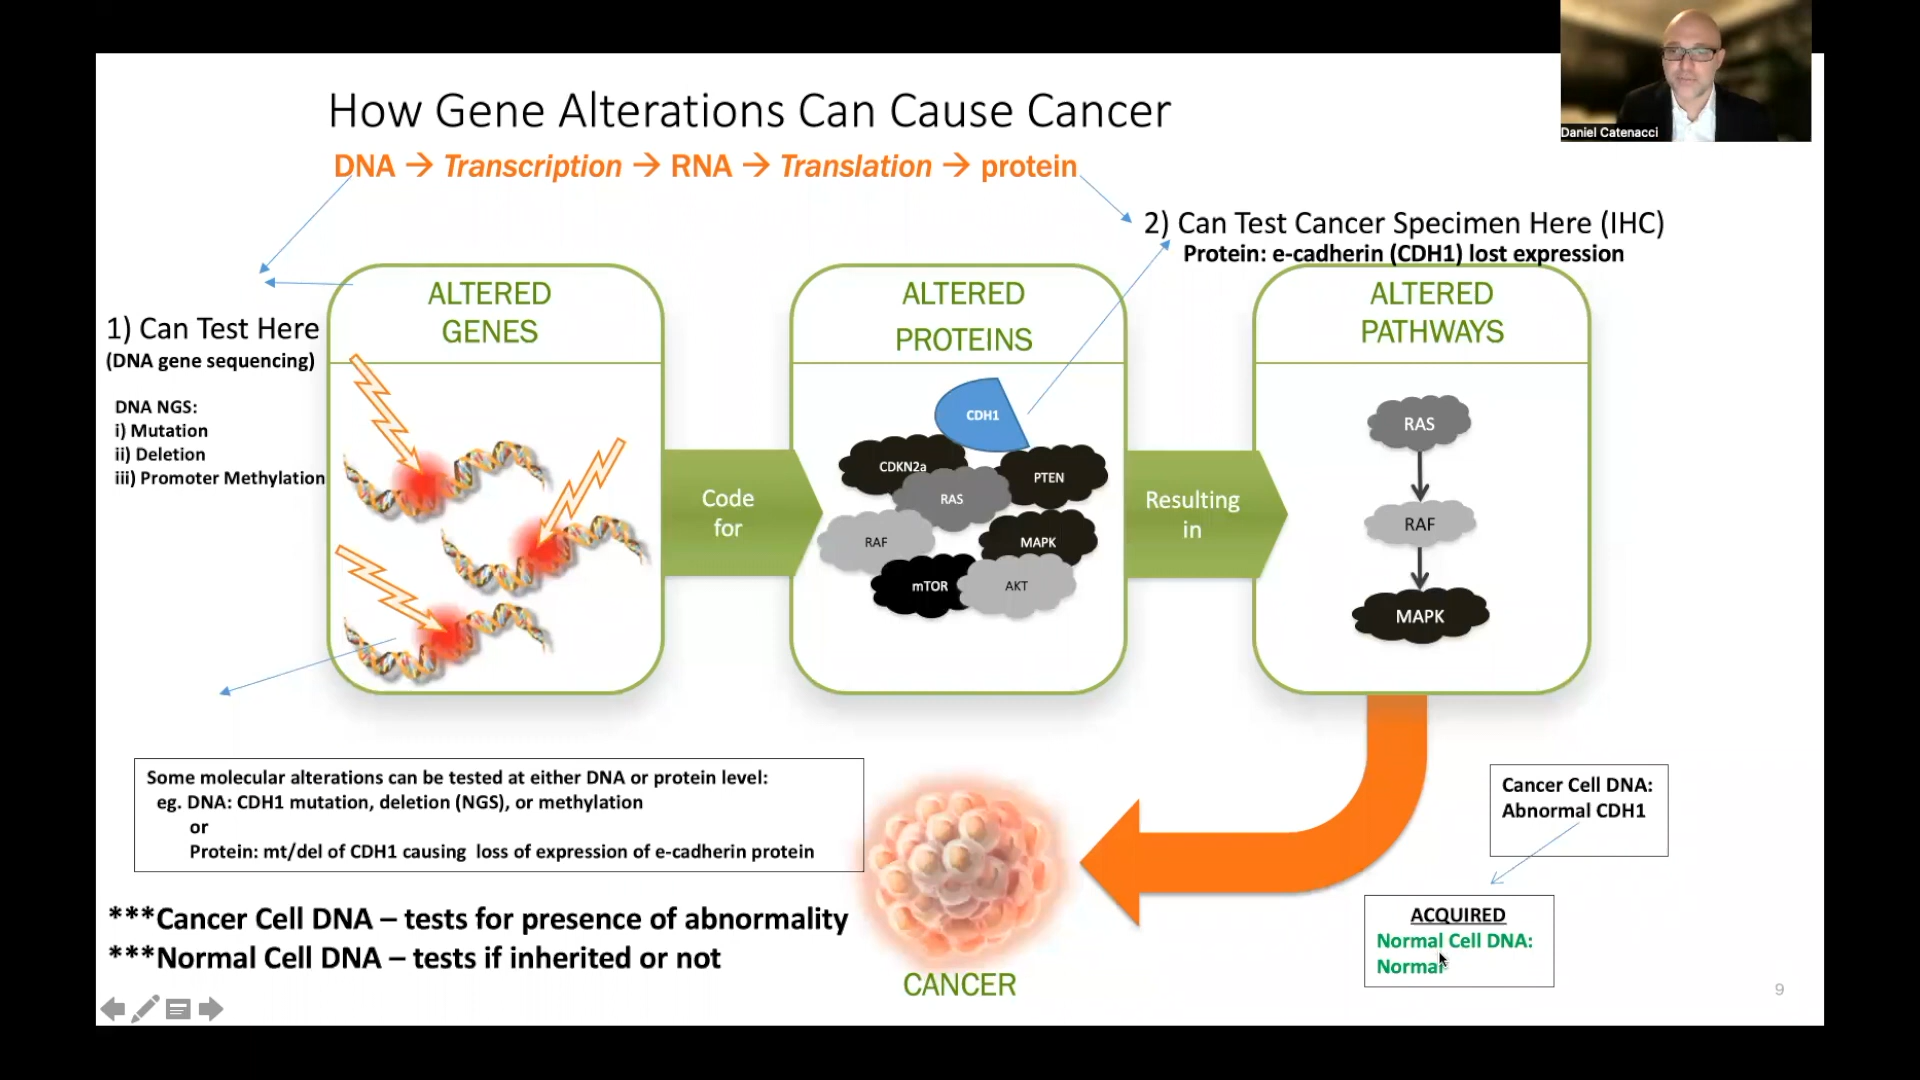 Daniel Catenacci
How Gene Alterations Can Cause Cancer
DNA → Transcription → RNA → Translation → protein
2) Can Test Cancer Specimen Here (IHC)
Protein: e-cadherin (CDH1) lost expression
1) Can Test Here
(DNA gene sequencing)
DNA NGS:
i) Mutation
ii) Deletion
iii) Promoter Methylation
ALTERED
GENES
Code
for
ALTERED
PROTEINS
CDH1
CDKN2a
PTEN
RAS
RAF
MAPK
mTOR
AKT
Resulting
in
ALTERED
PATHWAYS
RAS
RAF
MAPK
Some molecular alterations can be tested at either DNA or protein level:
eg. DNA: CDH1 mutation, deletion (NGS), or methylation
or
Protein: mt/del of CDH1 causing loss of expression of e-cadherin protein
***Cancer Cell DNA – tests for presence of abnormality
***Normal Cell DNA – tests if inherited or not
CANCER
Cancer Cell DNA:
Abnormal CDH1
ACQUIRED
Normal Cell DNA:
Normal
9